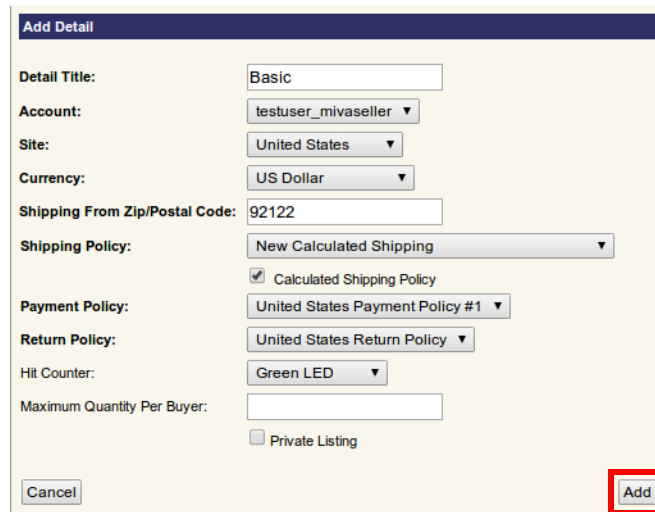 Add Detail
Detail Title: Basic
Account: testuser_mivaseller
Site: United States
Currency: US Dollar
Shipping From Zip/Postal Code: 92122
Shipping Policy: New Calculated Shipping
Calculated Shipping Policy
Payment Policy: United States Payment Policy #1
Return Policy: United States Return Policy
Hit Counter: Green LED
Maximum Quantity Per Buyer:
Private Listing
Cancel Add